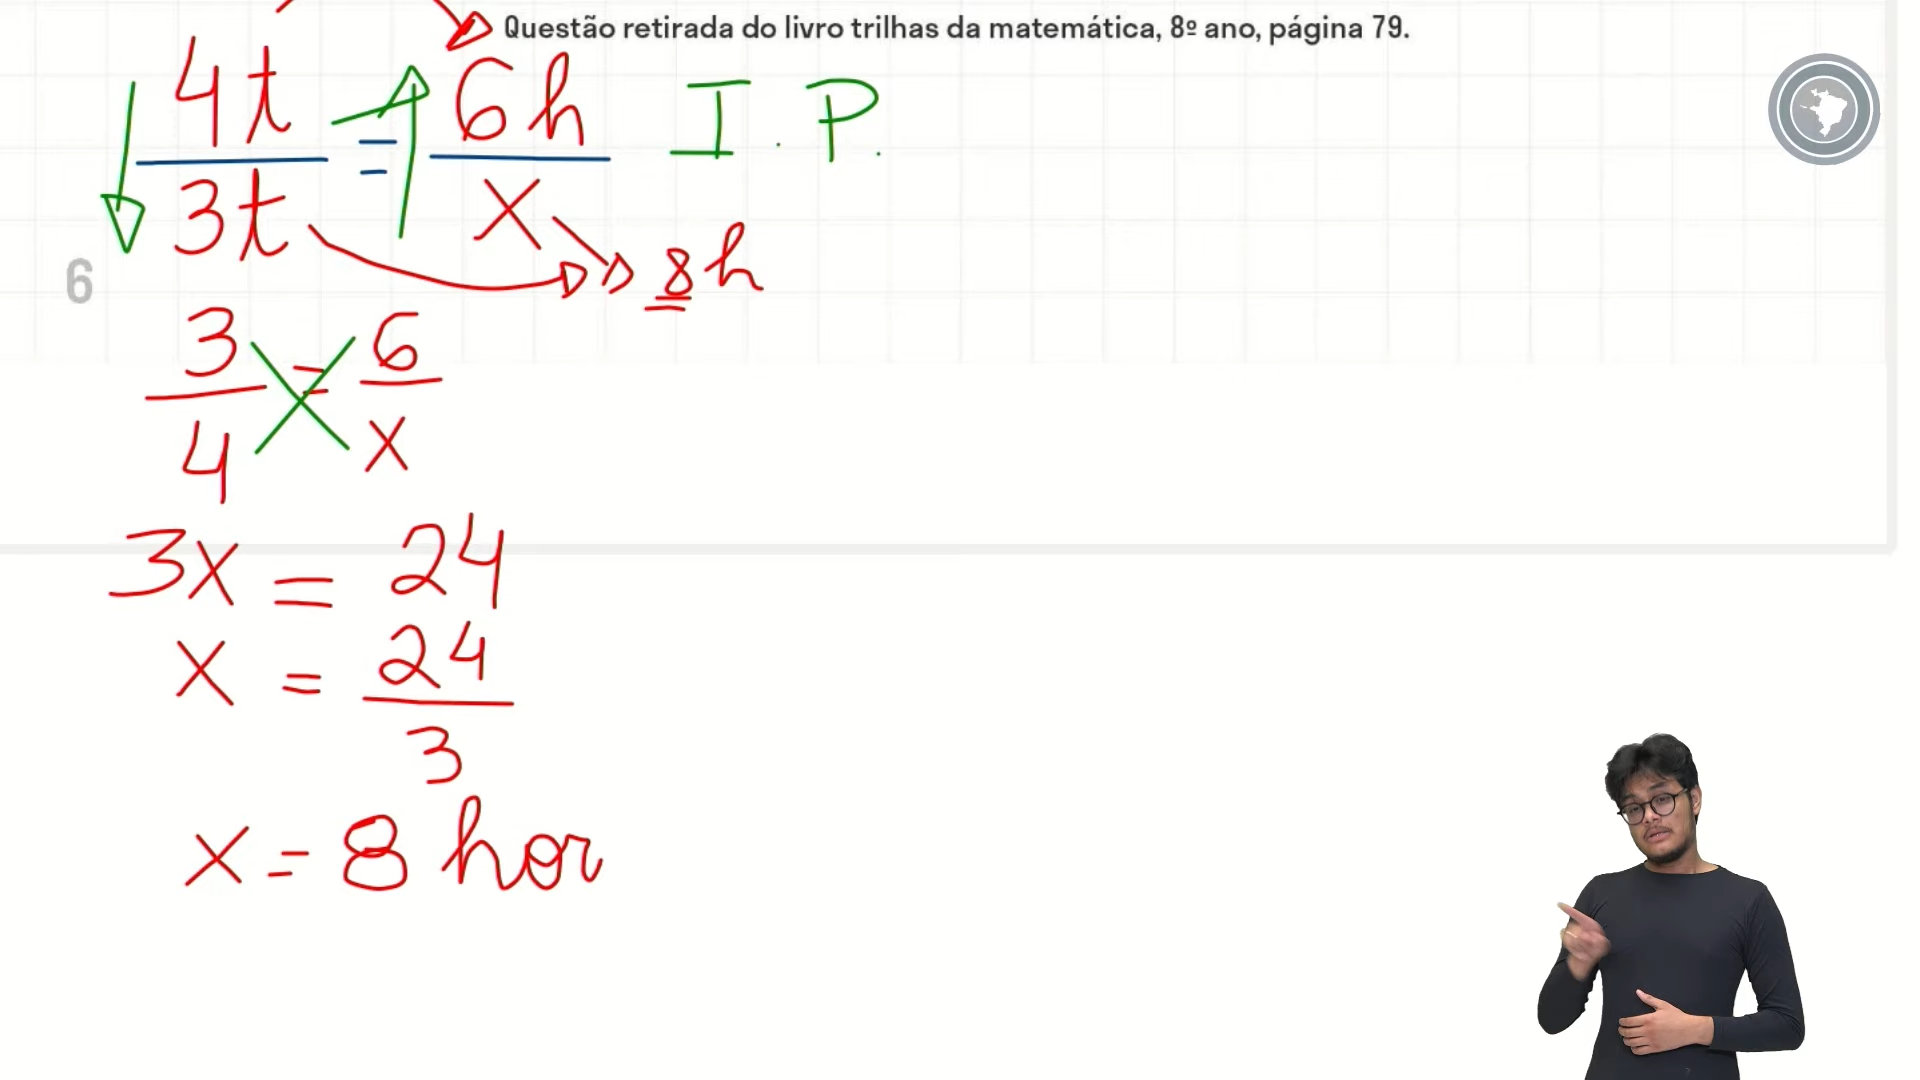 Questão retirada do livro trilhas da matemática, 8º ano, página 79.
4t = 6h I.P.
3t x
8h
6
3 = 6
4 x
3x = 24
x = 24
3
x = 8 hor